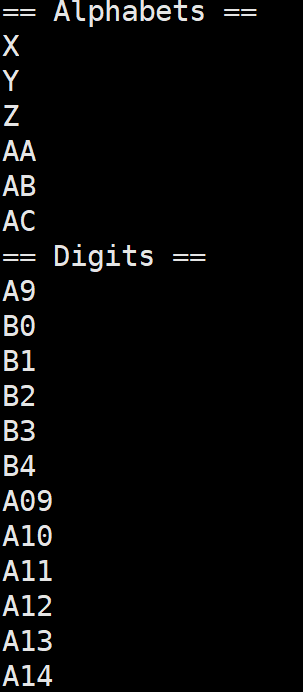 == Alphabets ==
X
Y
Z
AA
AB
AC
== Digits ==
A9
B0
B1
B2
B3
B4
A09
A10
A11
A12
A13
A14